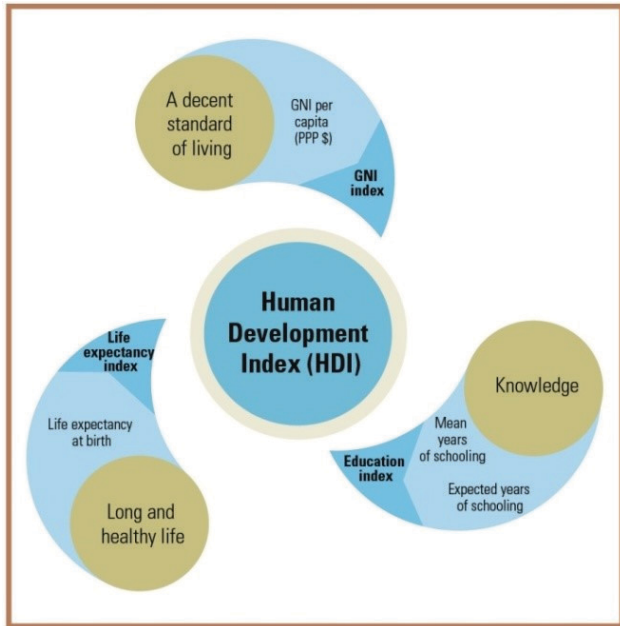 A decent
standard
of living
GNI per
capita
(PPP $)
GNI
index
Human
Development
Index (HDI)
Life
expectancy
index
Life expectancy
at birth
Long and
healthy life
Knowledge
Mean
years
of schooling
Expected years
of schooling
Education
index